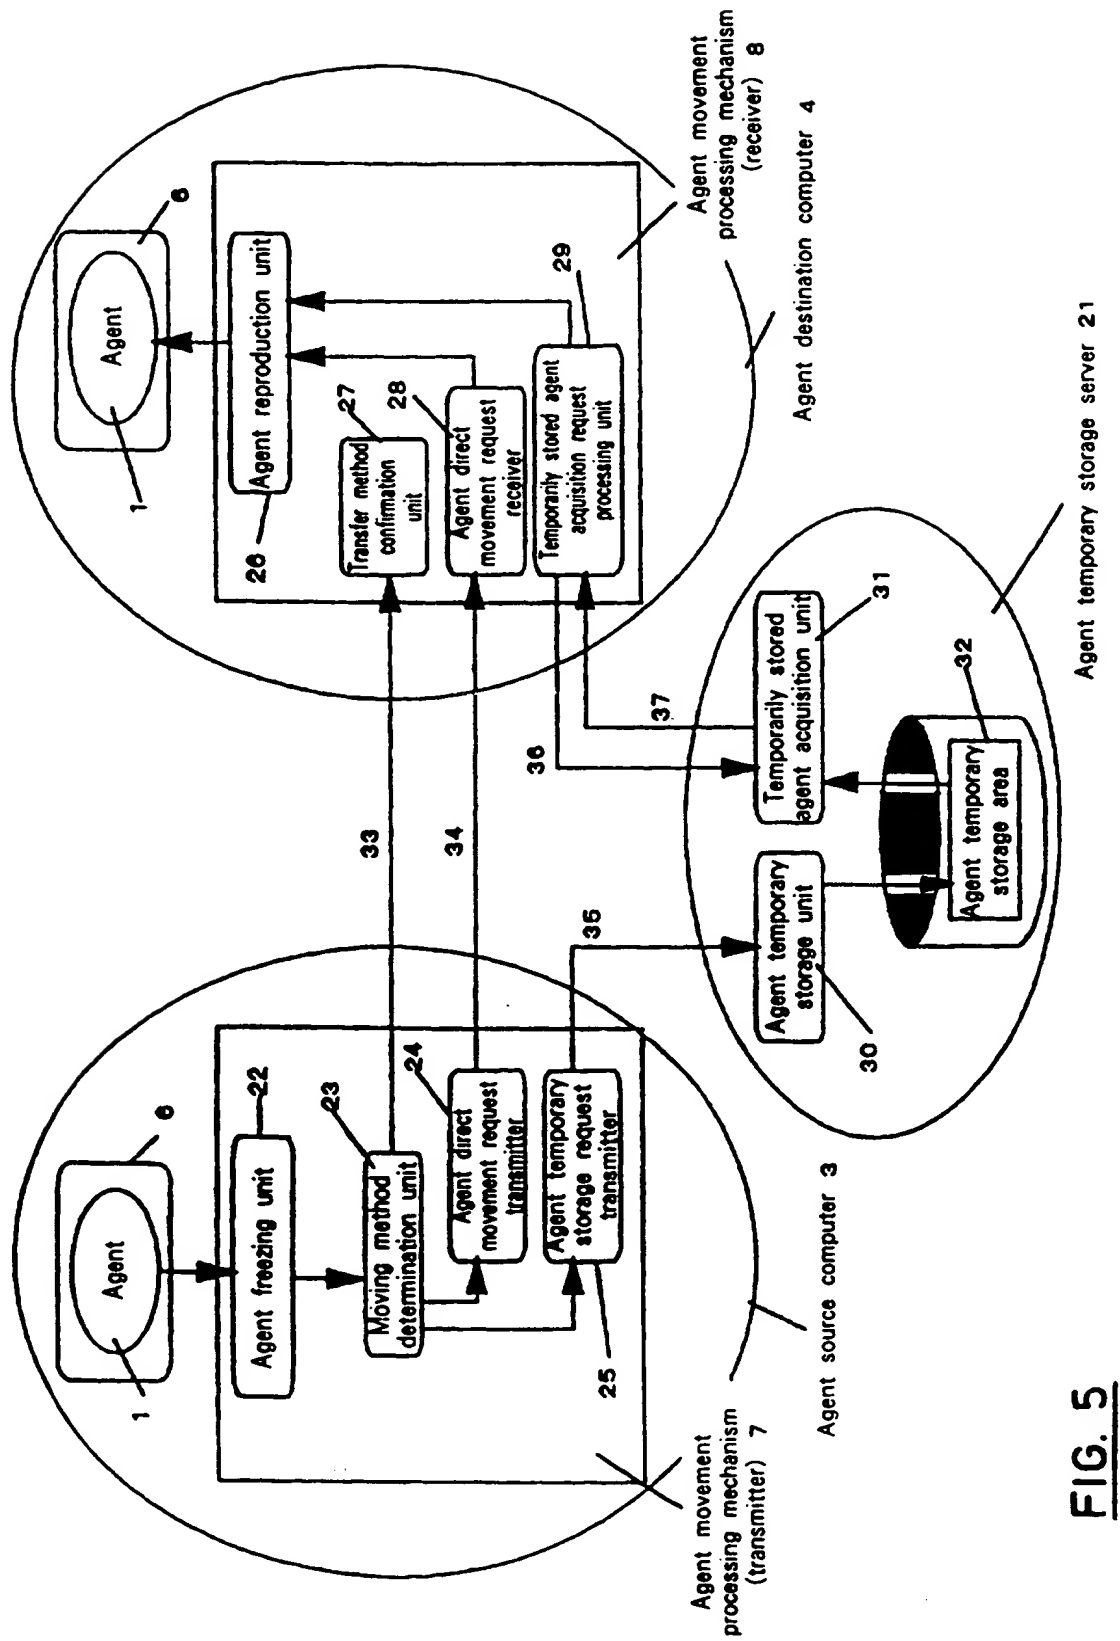 6
Agent
1
Agent freezing unit
22
Moving method
determination unit
23
Agent direct
movement request
transmitter
24
Agent temporary
storage request
transmitter
25
Agent movement
processing mechanism
(transmitter) 7
Agent source computer 3
33
34
35
36
37
6
Agent
1
Agent reproduction unit
26
Transfer method
confirmation
unit
27
Agent direct
movement request
receiver
28
Temporarily stored agent
acquisition request
processing unit
29
Agent movement
processing mechanism
(receiver) 8
Agent destination computer 4
Agent temporary
storage unit
30
Temporarily stored
agent acquisition unit
31
Agent temporary
storage area
32
Agent temporary storage server 21
FIG. 5